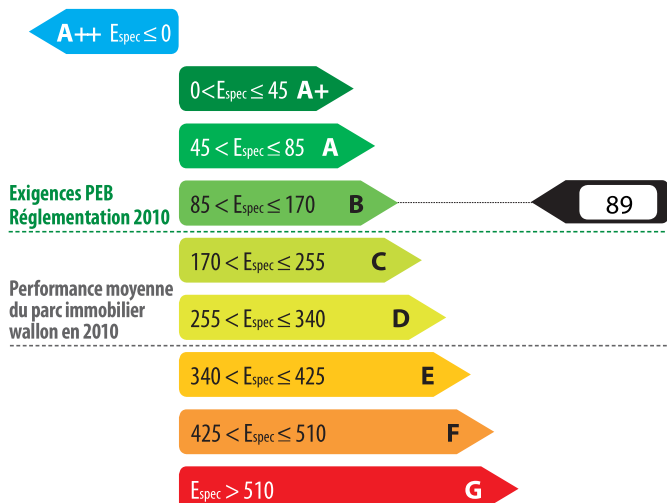 A++ Espec ≤ 0
0<Espec ≤ 45 A+
45 < Espec ≤ 85 A
Exigences PEB
Réglementation 2010
85 < Espec ≤ 170 B
89
170 < Espec ≤ 255 C
Performance moyenne
du parc immobilier
wallon en 2010
255 < Espec ≤ 340 D
340 < Espec ≤ 425 E
425 < Espec ≤ 510 F
Espec > 510 G